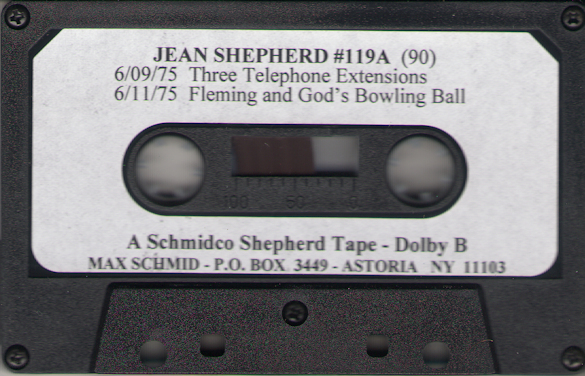 JEAN SHEPHERD #119A (90)
6/09/75 Three Telephone Extensions
6/11/75 Fleming and God's Bowling Ball
100 50 0
A Schmidco Shepherd Tape - Dolby B
MAX SCHMID - P.O. BOX 3449 - ASTORIA NY 11103